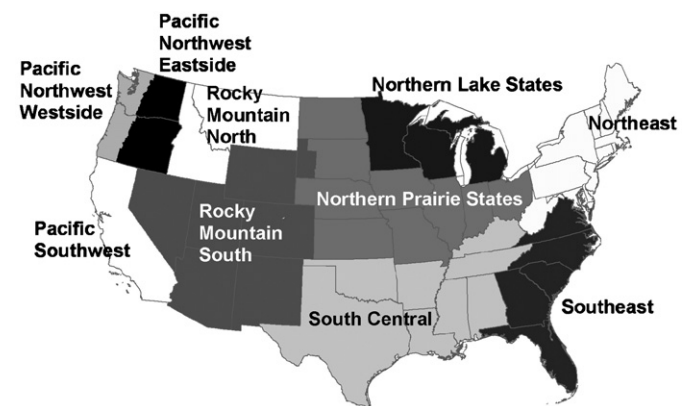 Pacific
Northwest
Eastside
Pacific
Northwest
Westside
Rocky
Mountain
North
Northern Lake States
Northeast
Northern Prairie States
Rocky
Mountain
South
Pacific
Southwest
South Central
Southeast